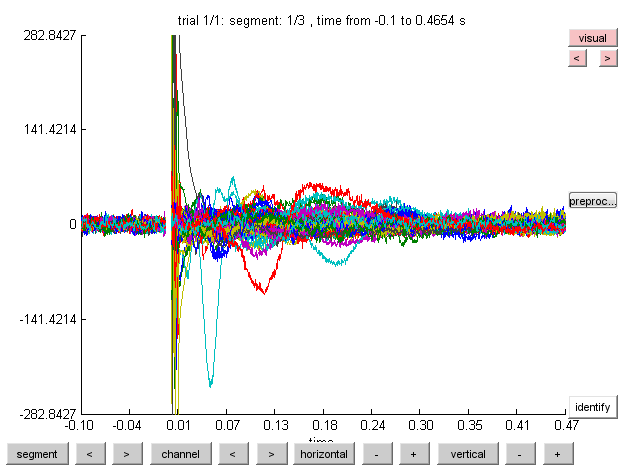 trial 1/1: segment: 1/3 , time from -0.1 to 0.4654 s
282.8427
141.4214
0
-141.4214
-282.8427
-0.10 -0.04 0.01 0.07 0.13 0.18 0.24 0.30 0.35 0.41 0.47
time
visual
< >
preproc...
identify
segment < > channel < > horizontal - + vertical - +